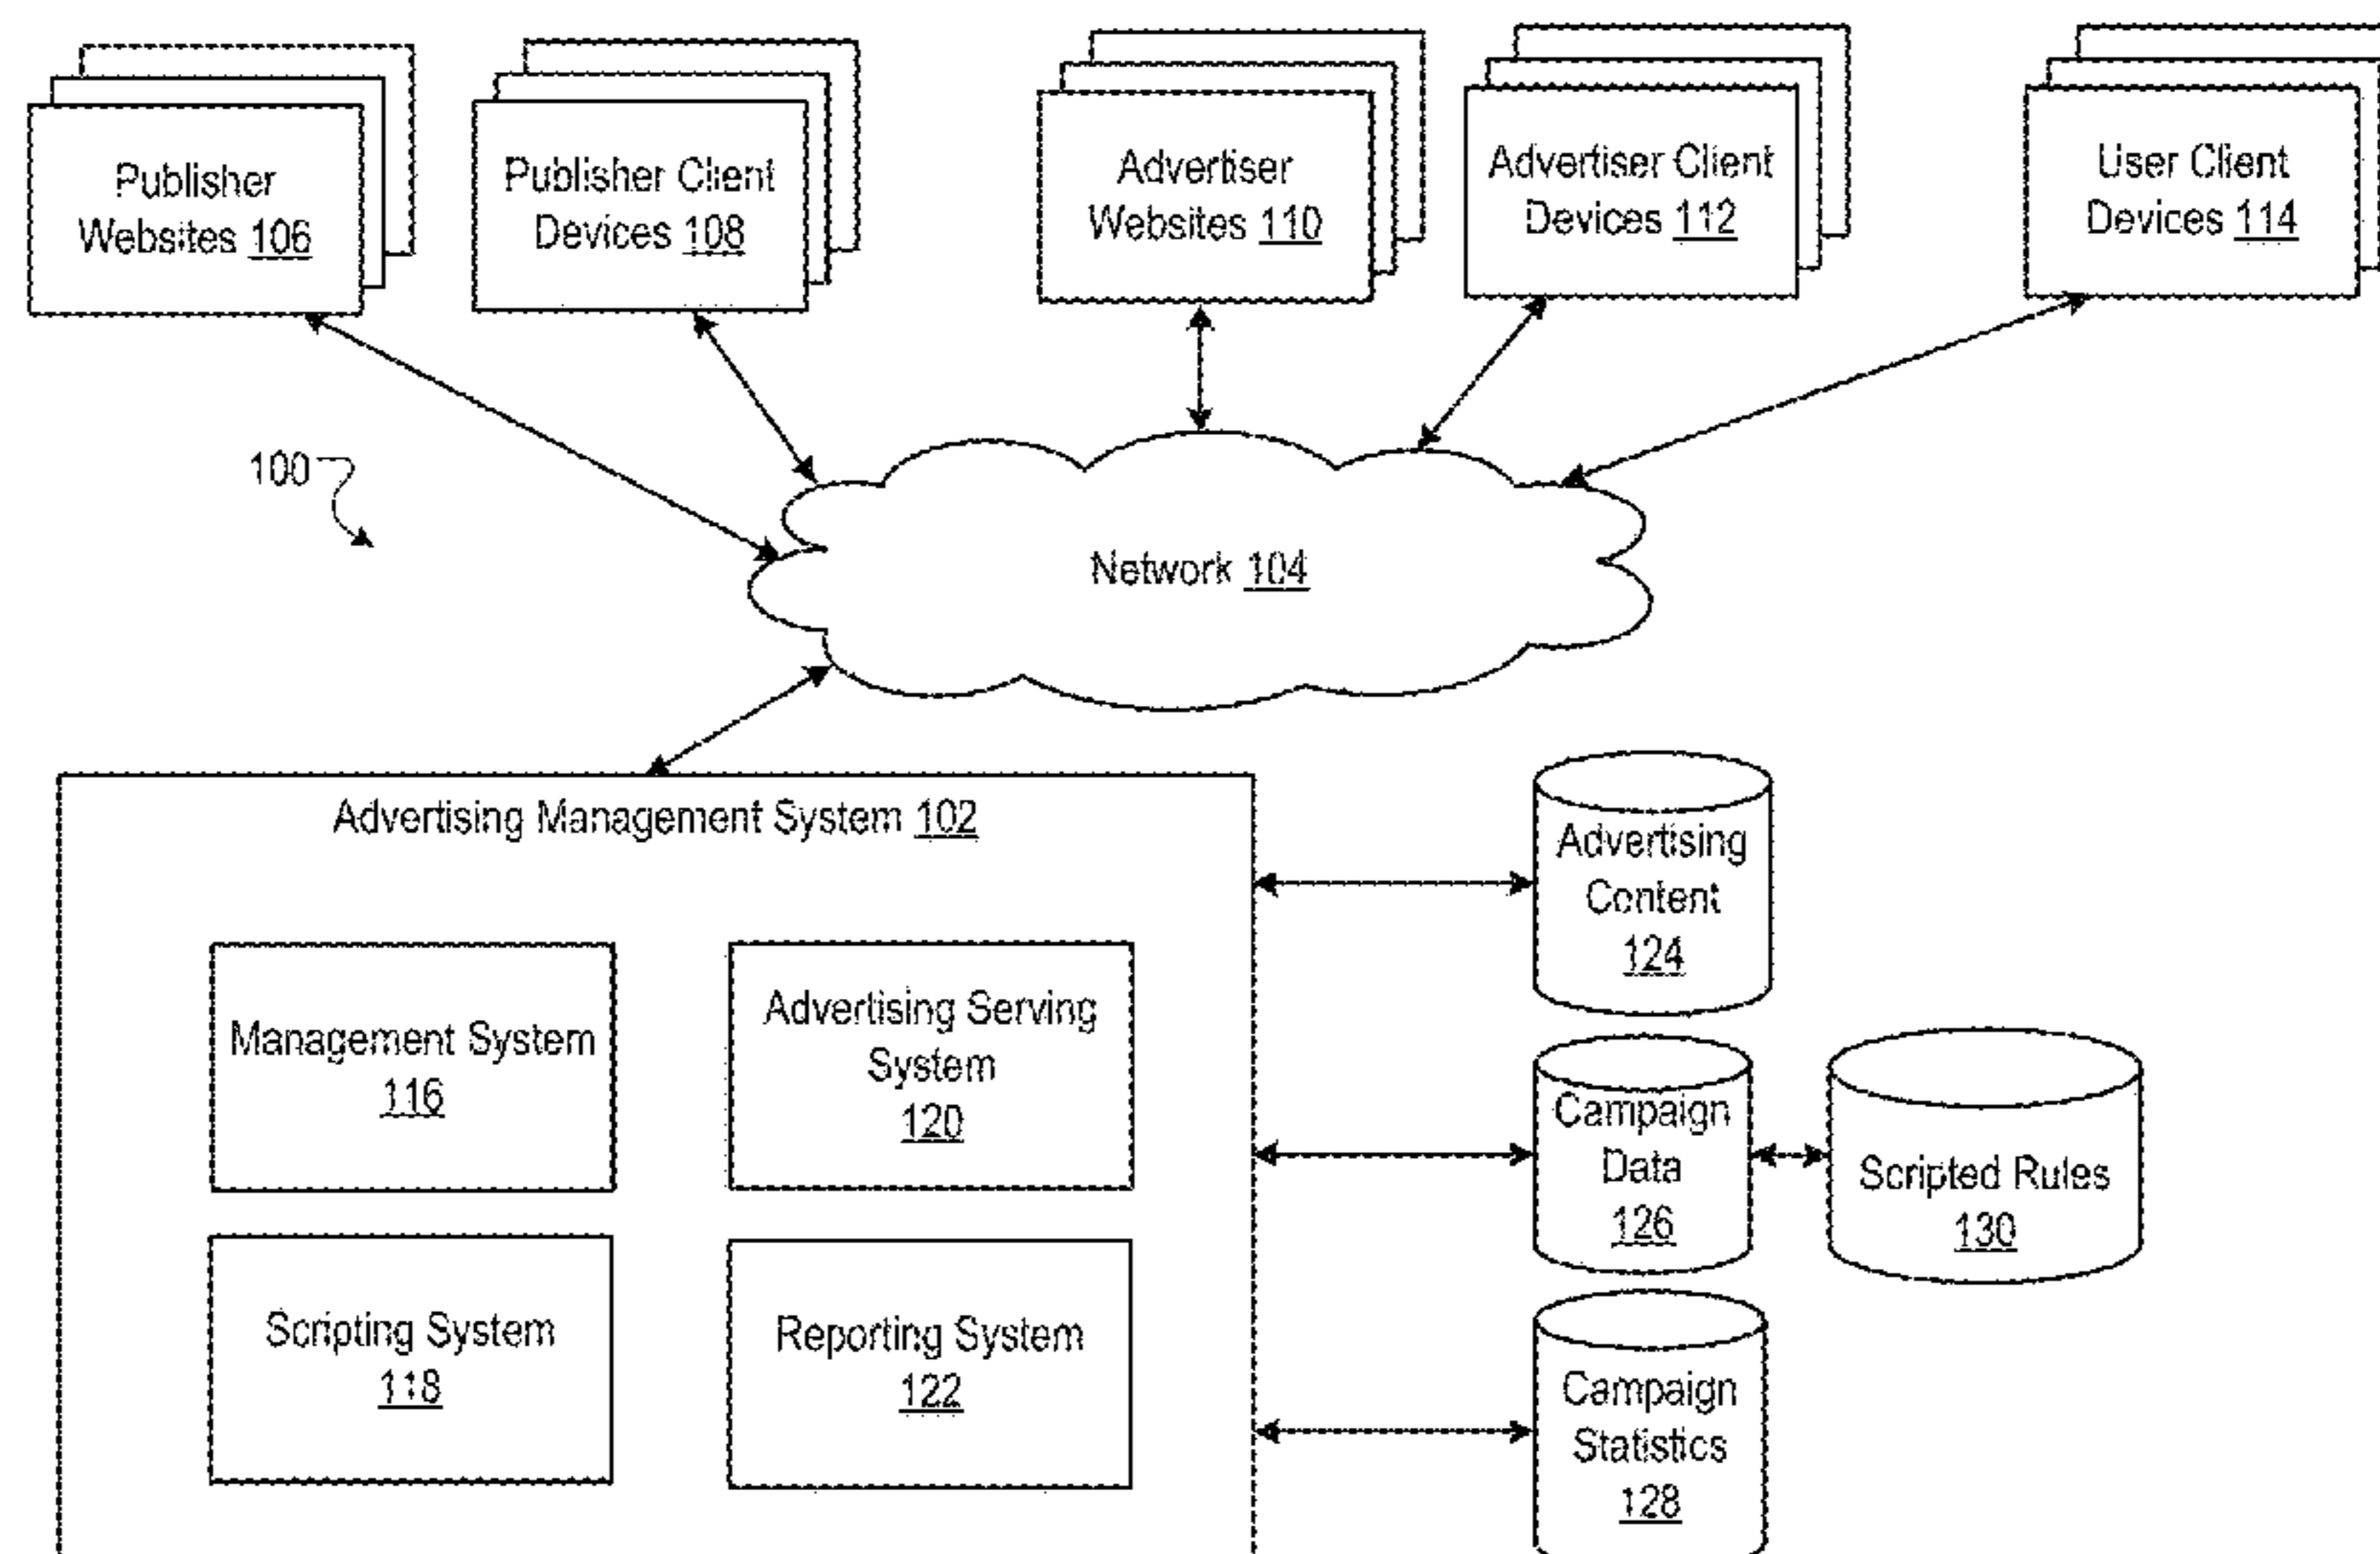 Publisher
Websites 106
Publisher Client
Devices 108
Advertiser
Websites 110
Advertiser Client
Devices 112
User Client
Devices 114
100
Network 104
Advertising Management System 102
Management System
116
Advertising Serving
System
120
Scripting System
118
Reporting System
122
Advertising
Content
124
Campaign
Data
126
Scripted Rules
130
Campaign
Statistics
128